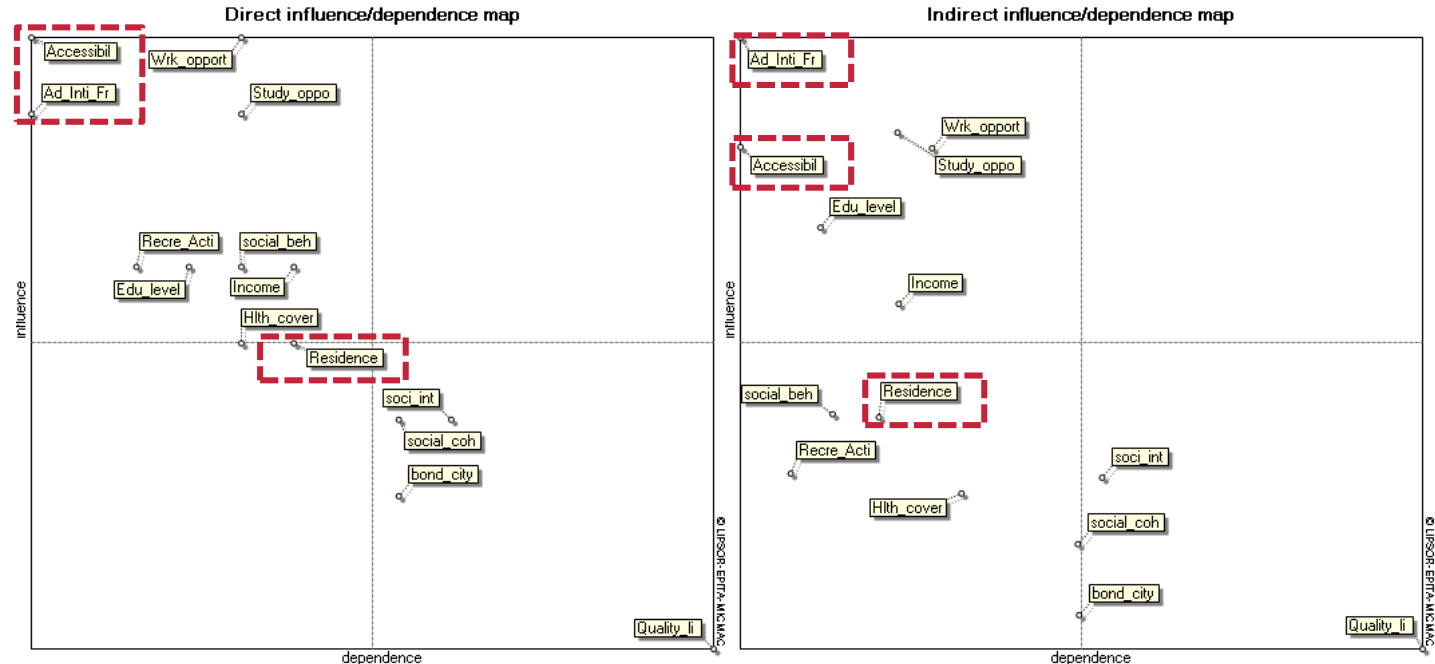 Direct influence/dependence map
Accessibil
Wrk_opport
Ad_Inti_Fr
Study_oppo
Recre_Acti
social_beh
Edu_level
Income
Hlth_cover
Residence
soci_int
social_coh
bond_city
Quality_li
influence
dependence
© LIPSOR-EPITA-MICMAC
Indirect influence/dependence map
Ad_Inti_Fr
Wrk_opport
Accessibil
Study_oppo
Edu_level
Income
social_beh
Residence
Recre_Acti
soci_int
Hlth_cover
social_coh
bond_city
Quality_li
influence
dependence
© LIPSOR-EPITA-MICMAC